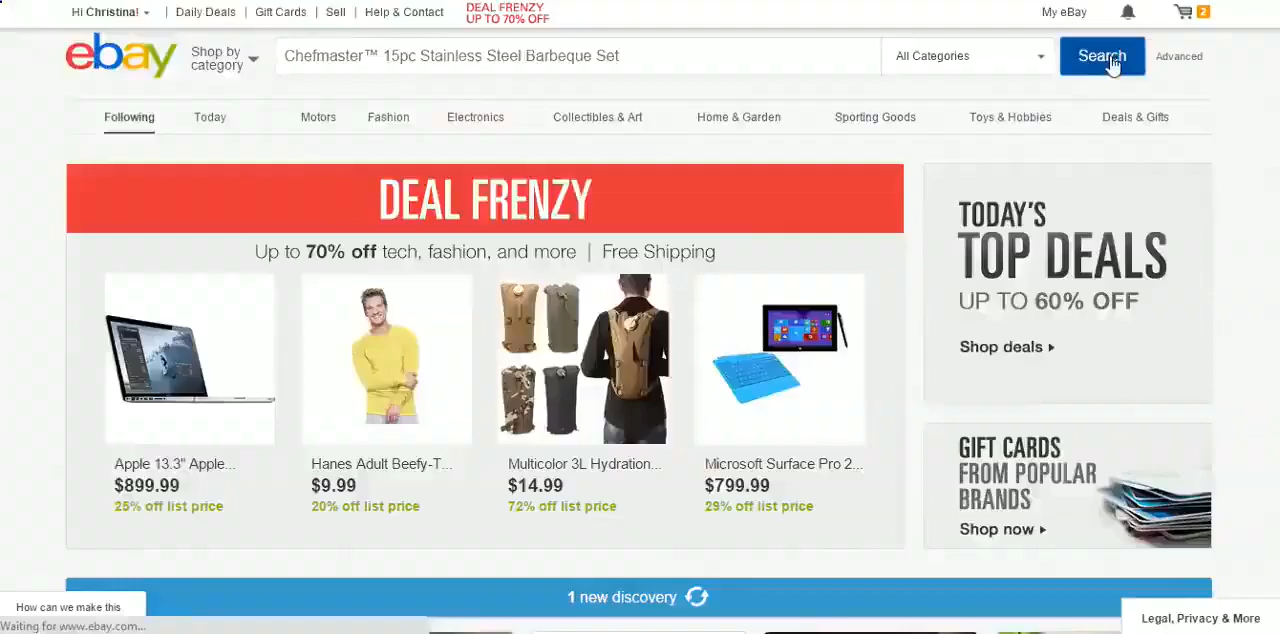 Hi Christina!
Daily Deals
Gift Cards
Sell
Help & Contact
DEAL FRENZY
UP TO 70% OFF
My eBay
2
ebay
Shop by
category
Chefmaster™ 15pc Stainless Steel Barbeque Set
All Categories
Search
Advanced
Following
Today
Motors
Fashion
Electronics
Collectibles & Art
Home & Garden
Sporting Goods
Toys & Hobbies
Deals & Gifts
DEAL FRENZY
Up to 70% off tech, fashion, and more | Free Shipping
Apple 13.3" Apple...
$899.99
25% off list price
Hanes Adult Beefy-T...
$9.99
20% off list price
Multicolor 3L Hydration...
$14.99
72% off list price
Microsoft Surface Pro 2...
$799.99
29% off list price
TODAY'S
TOP DEALS
UP TO 60% OFF
Shop deals
GIFT CARDS
FROM POPULAR
BRANDS
Shop now
1 new discovery
How can we make this
Waiting for www.ebay.com...
Legal, Privacy & More